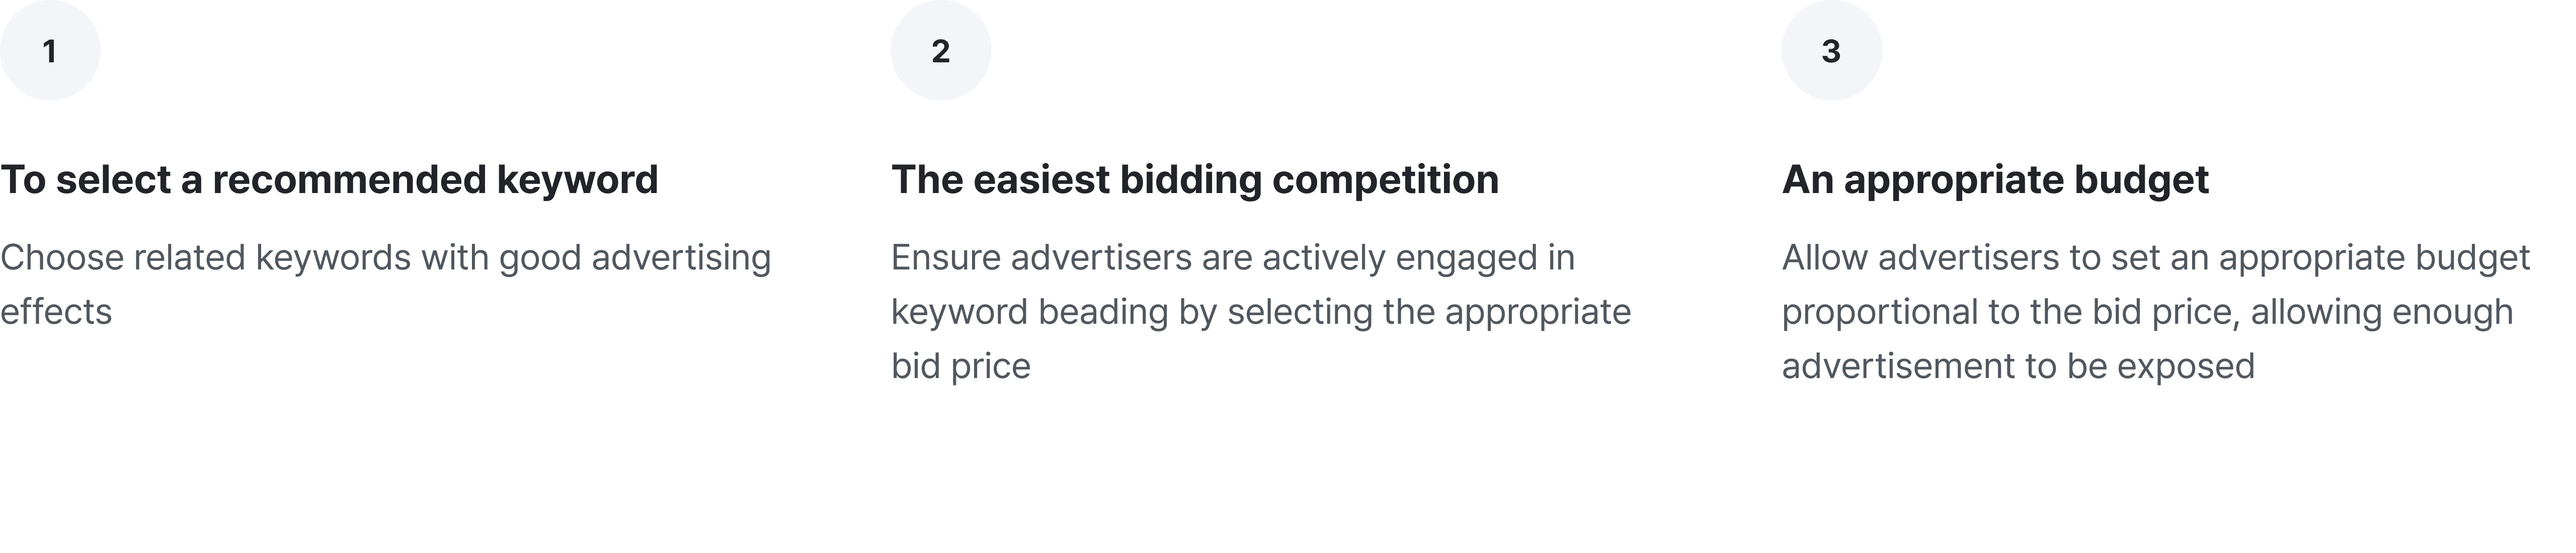 1
To select a recommended keyword
Choose related keywords with good advertising
effects
2
The easiest bidding competition
Ensure advertisers are actively engaged in
keyword beading by selecting the appropriate
bid price
3
An appropriate budget
Allow advertisers to set an appropriate budget
proportional to the bid price, allowing enough
advertisement to be exposed